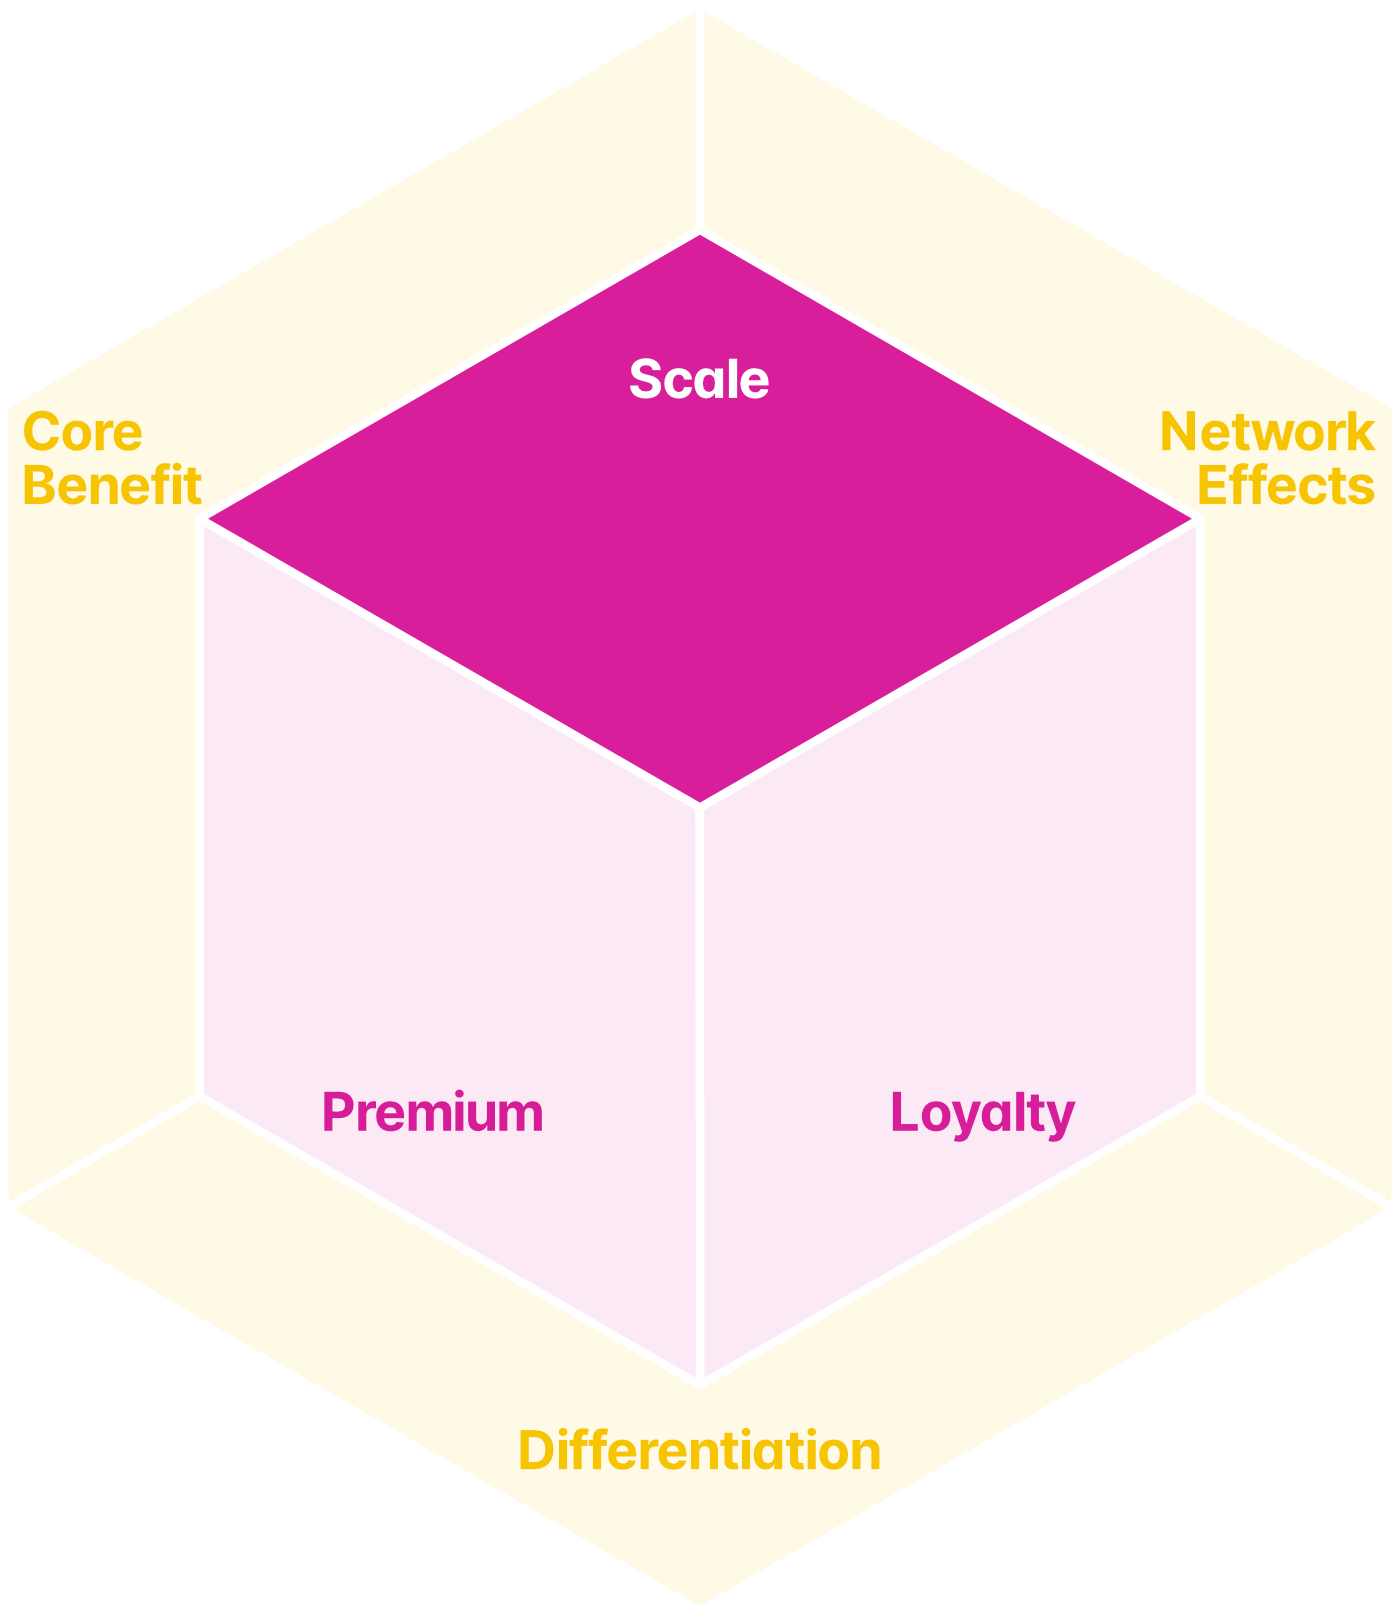 Scale
Core
Benefit
Network
Effects
Premium
Loyalty
Differentiation